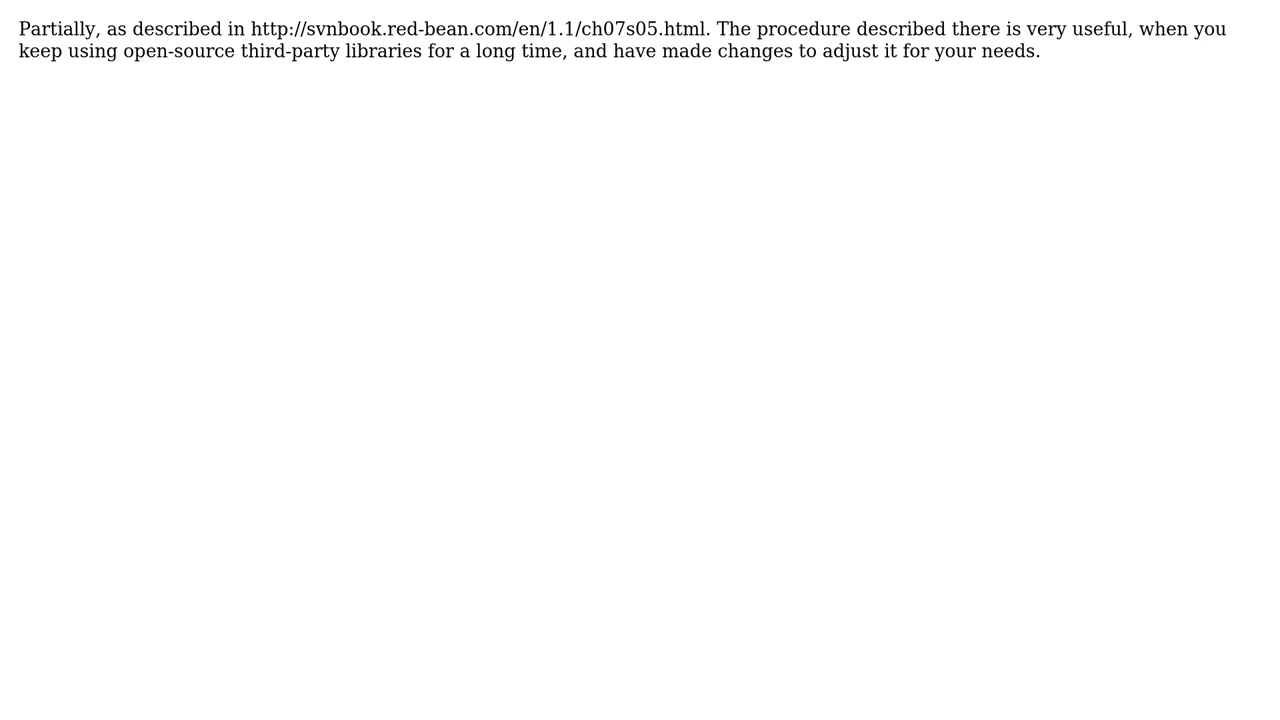 Partially, as described in http://svnbook.red-bean.com/en/1.1/ch07s05.html. The procedure described there is very useful, when you
keep using open-source third-party libraries for a long time, and have made changes to adjust it for your needs.